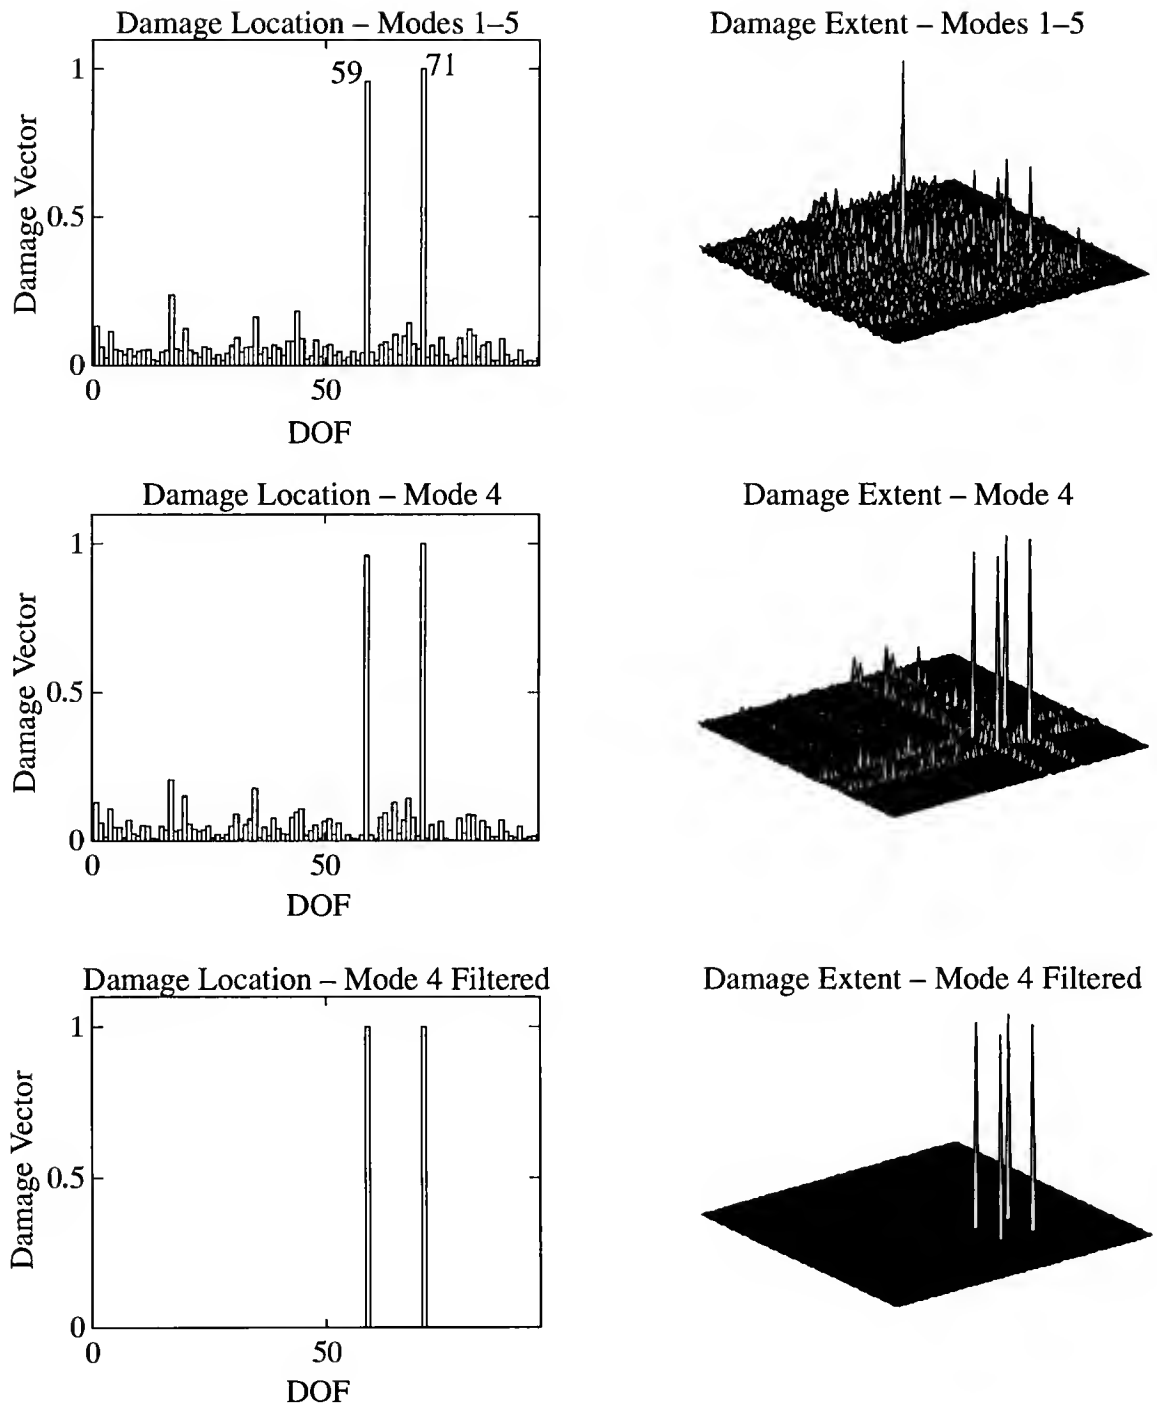 Damage Location – Modes 1–5
Damage Extent – Modes 1–5
1
59
71
0.5
0
Damage Vector
0
50
DOF
Damage Location – Mode 4
Damage Extent – Mode 4
1
0.5
0
Damage Vector
0
50
DOF
Damage Location – Mode 4 Filtered
Damage Extent – Mode 4 Filtered
1
0.5
0
Damage Vector
0
50
DOF